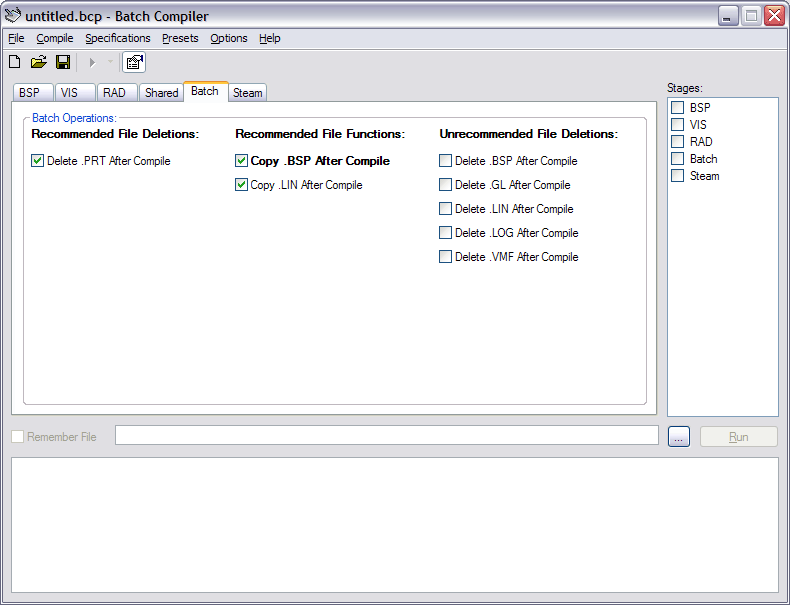 untitled.bcp - Batch Compiler
File Compile Specifications Presets Options Help
BSP VIS RAD Shared Batch Steam
Stages:
BSP
VIS
RAD
Batch
Steam
Batch Operations:
Recommended File Deletions: Recommended File Functions: Unrecommended File Deletions:
Delete .PRT After Compile Copy .BSP After Compile Delete .BSP After Compile
Copy .LIN After Compile Delete .GL After Compile
Delete .LIN After Compile
Delete .LOG After Compile
Delete .VMF After Compile
Remember File ... Run